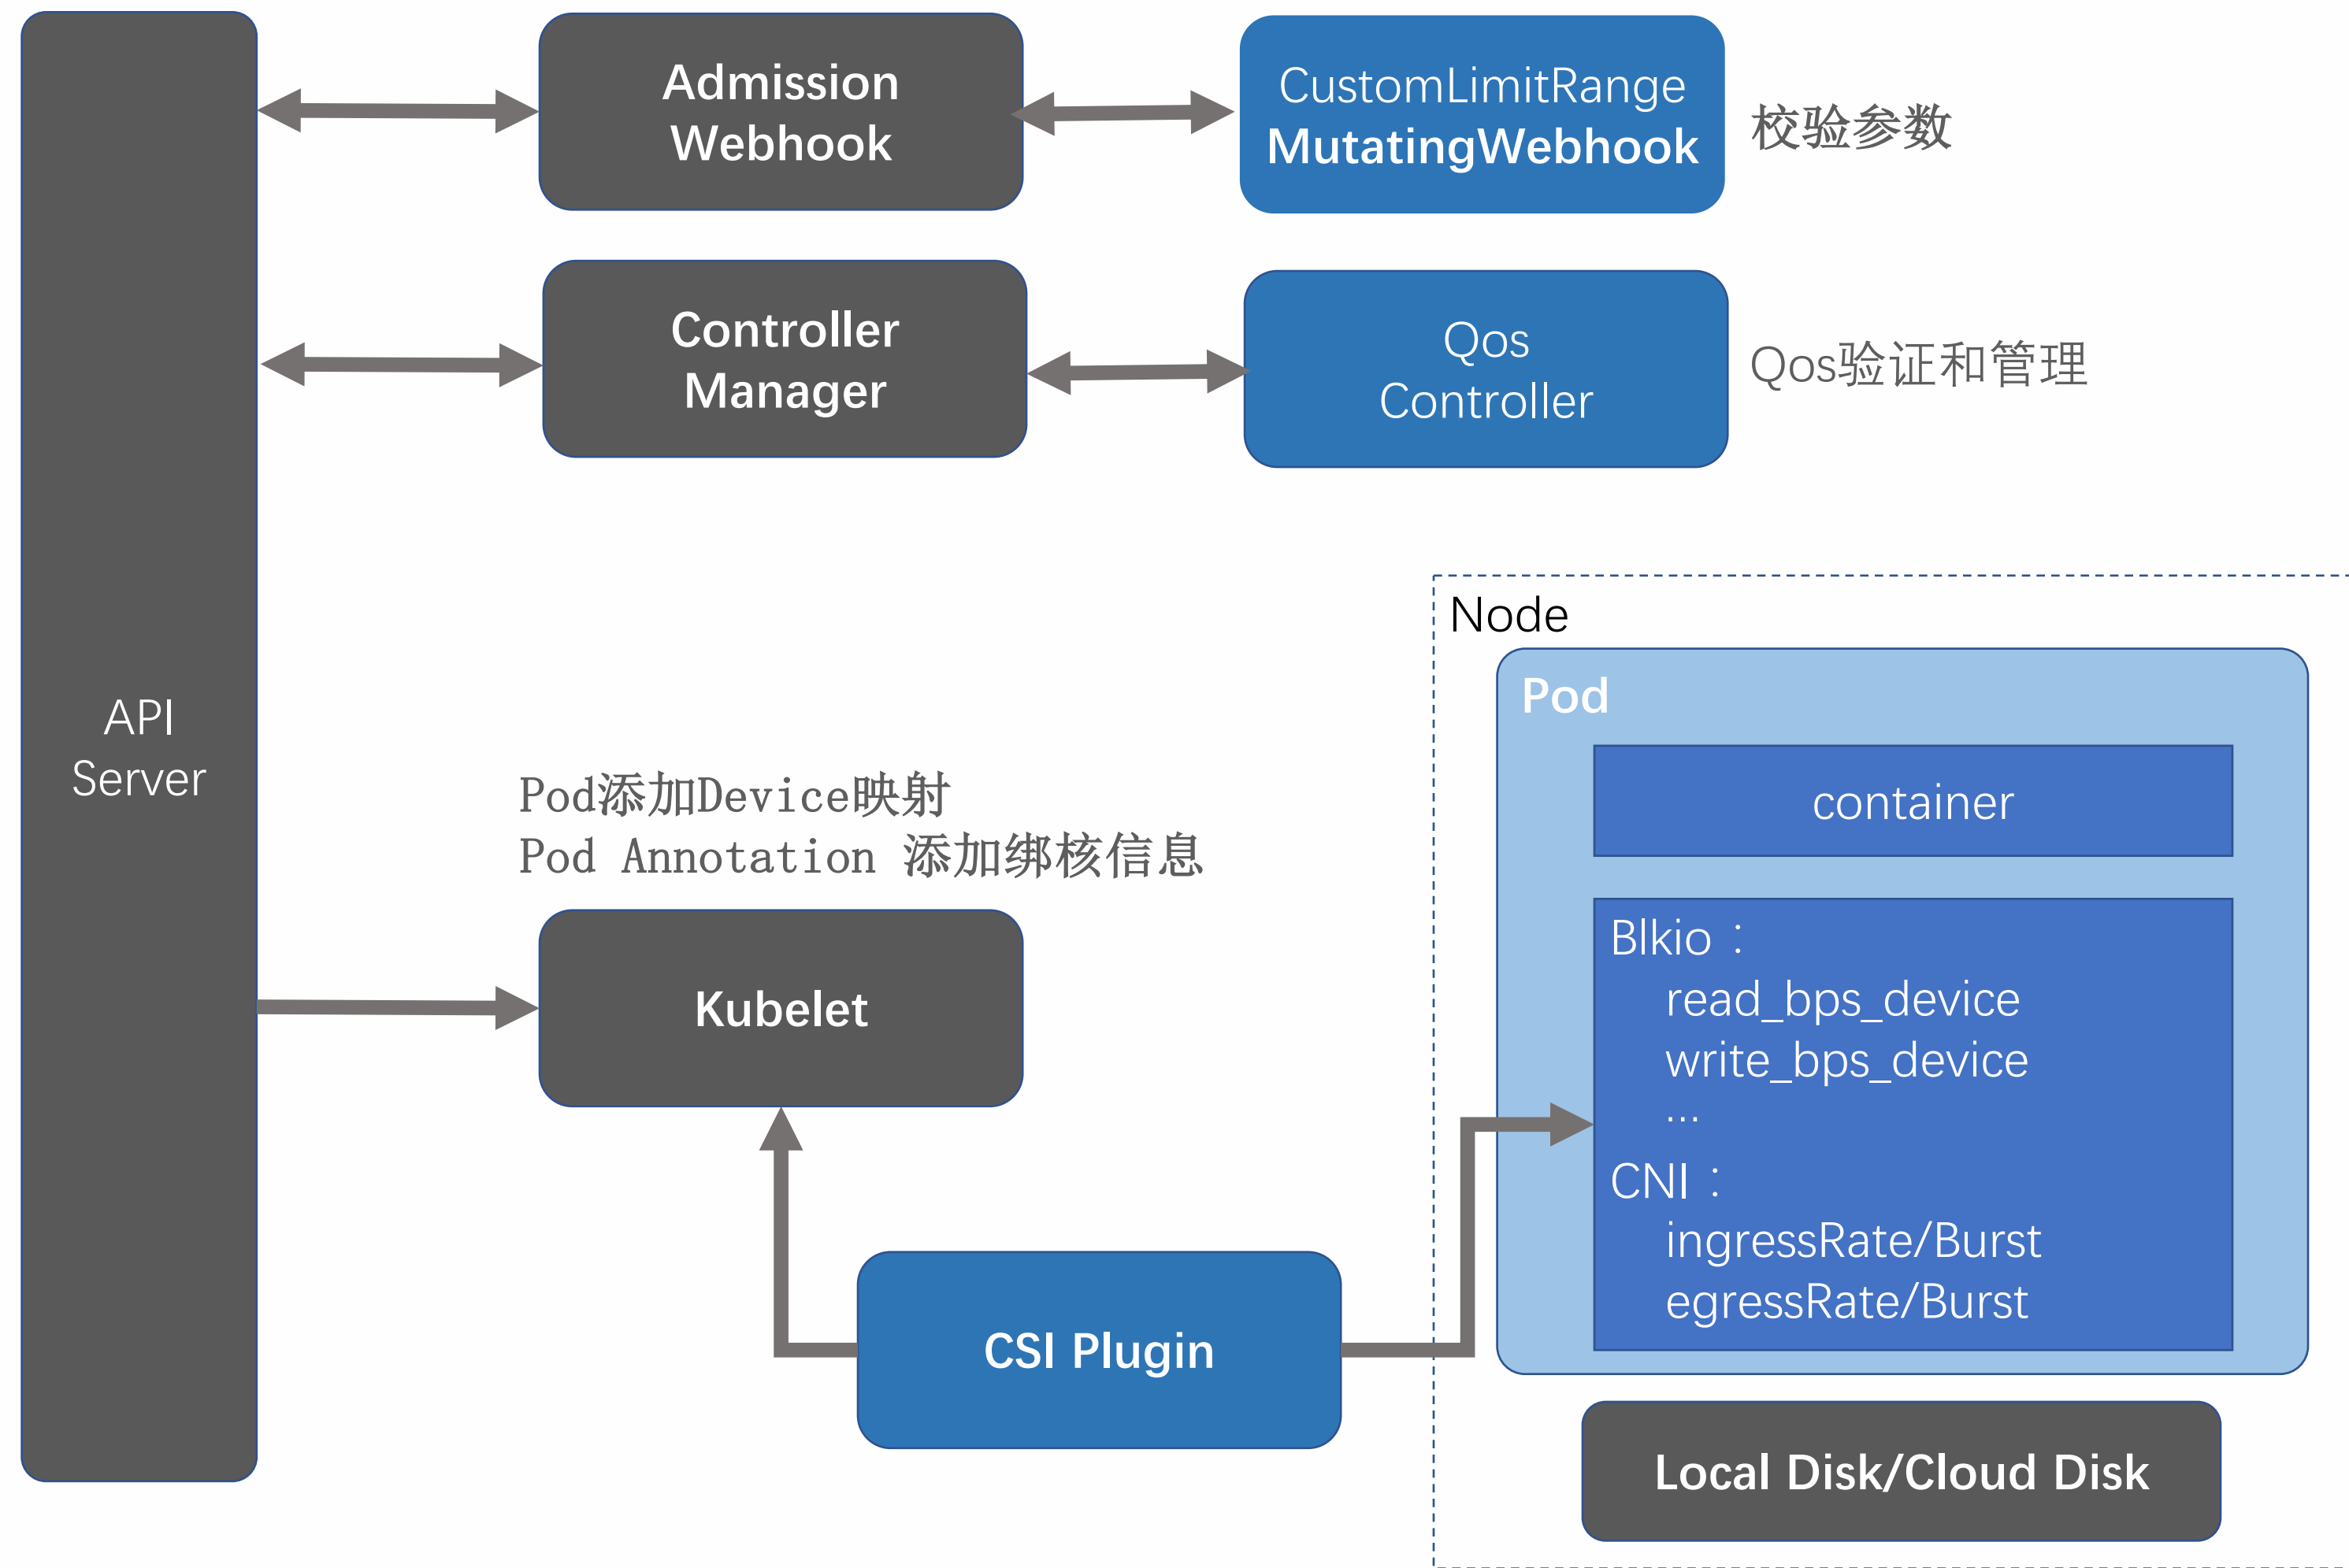 Admission
Webhook
CustomLimitRange
MutatingWebhook
校验参数
Controller
Manager
Qos
Controller
Qos验证和管理
API
Server
Node
Pod
container
Pod添加Device映射
Pod Annotation 添加绑核信息
Kubelet
Blkio：
read_bps_device
write_bps_device
...
CNI：
ingressRate/Burst
egressRate/Burst
CSI Plugin
Local Disk/Cloud Disk